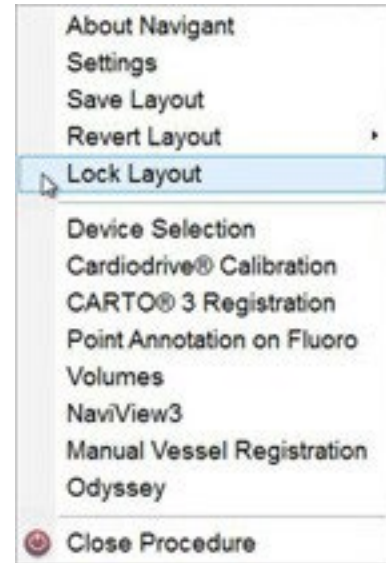 About Navigant
Settings
Save Layout
Revert Layout
Lock Layout
Device Selection
Cardiodrive® Calibration
CARTO® 3 Registration
Point Annotation on Fluoro
Volumes
NaviView3
Manual Vessel Registration
Odyssey
Close Procedure